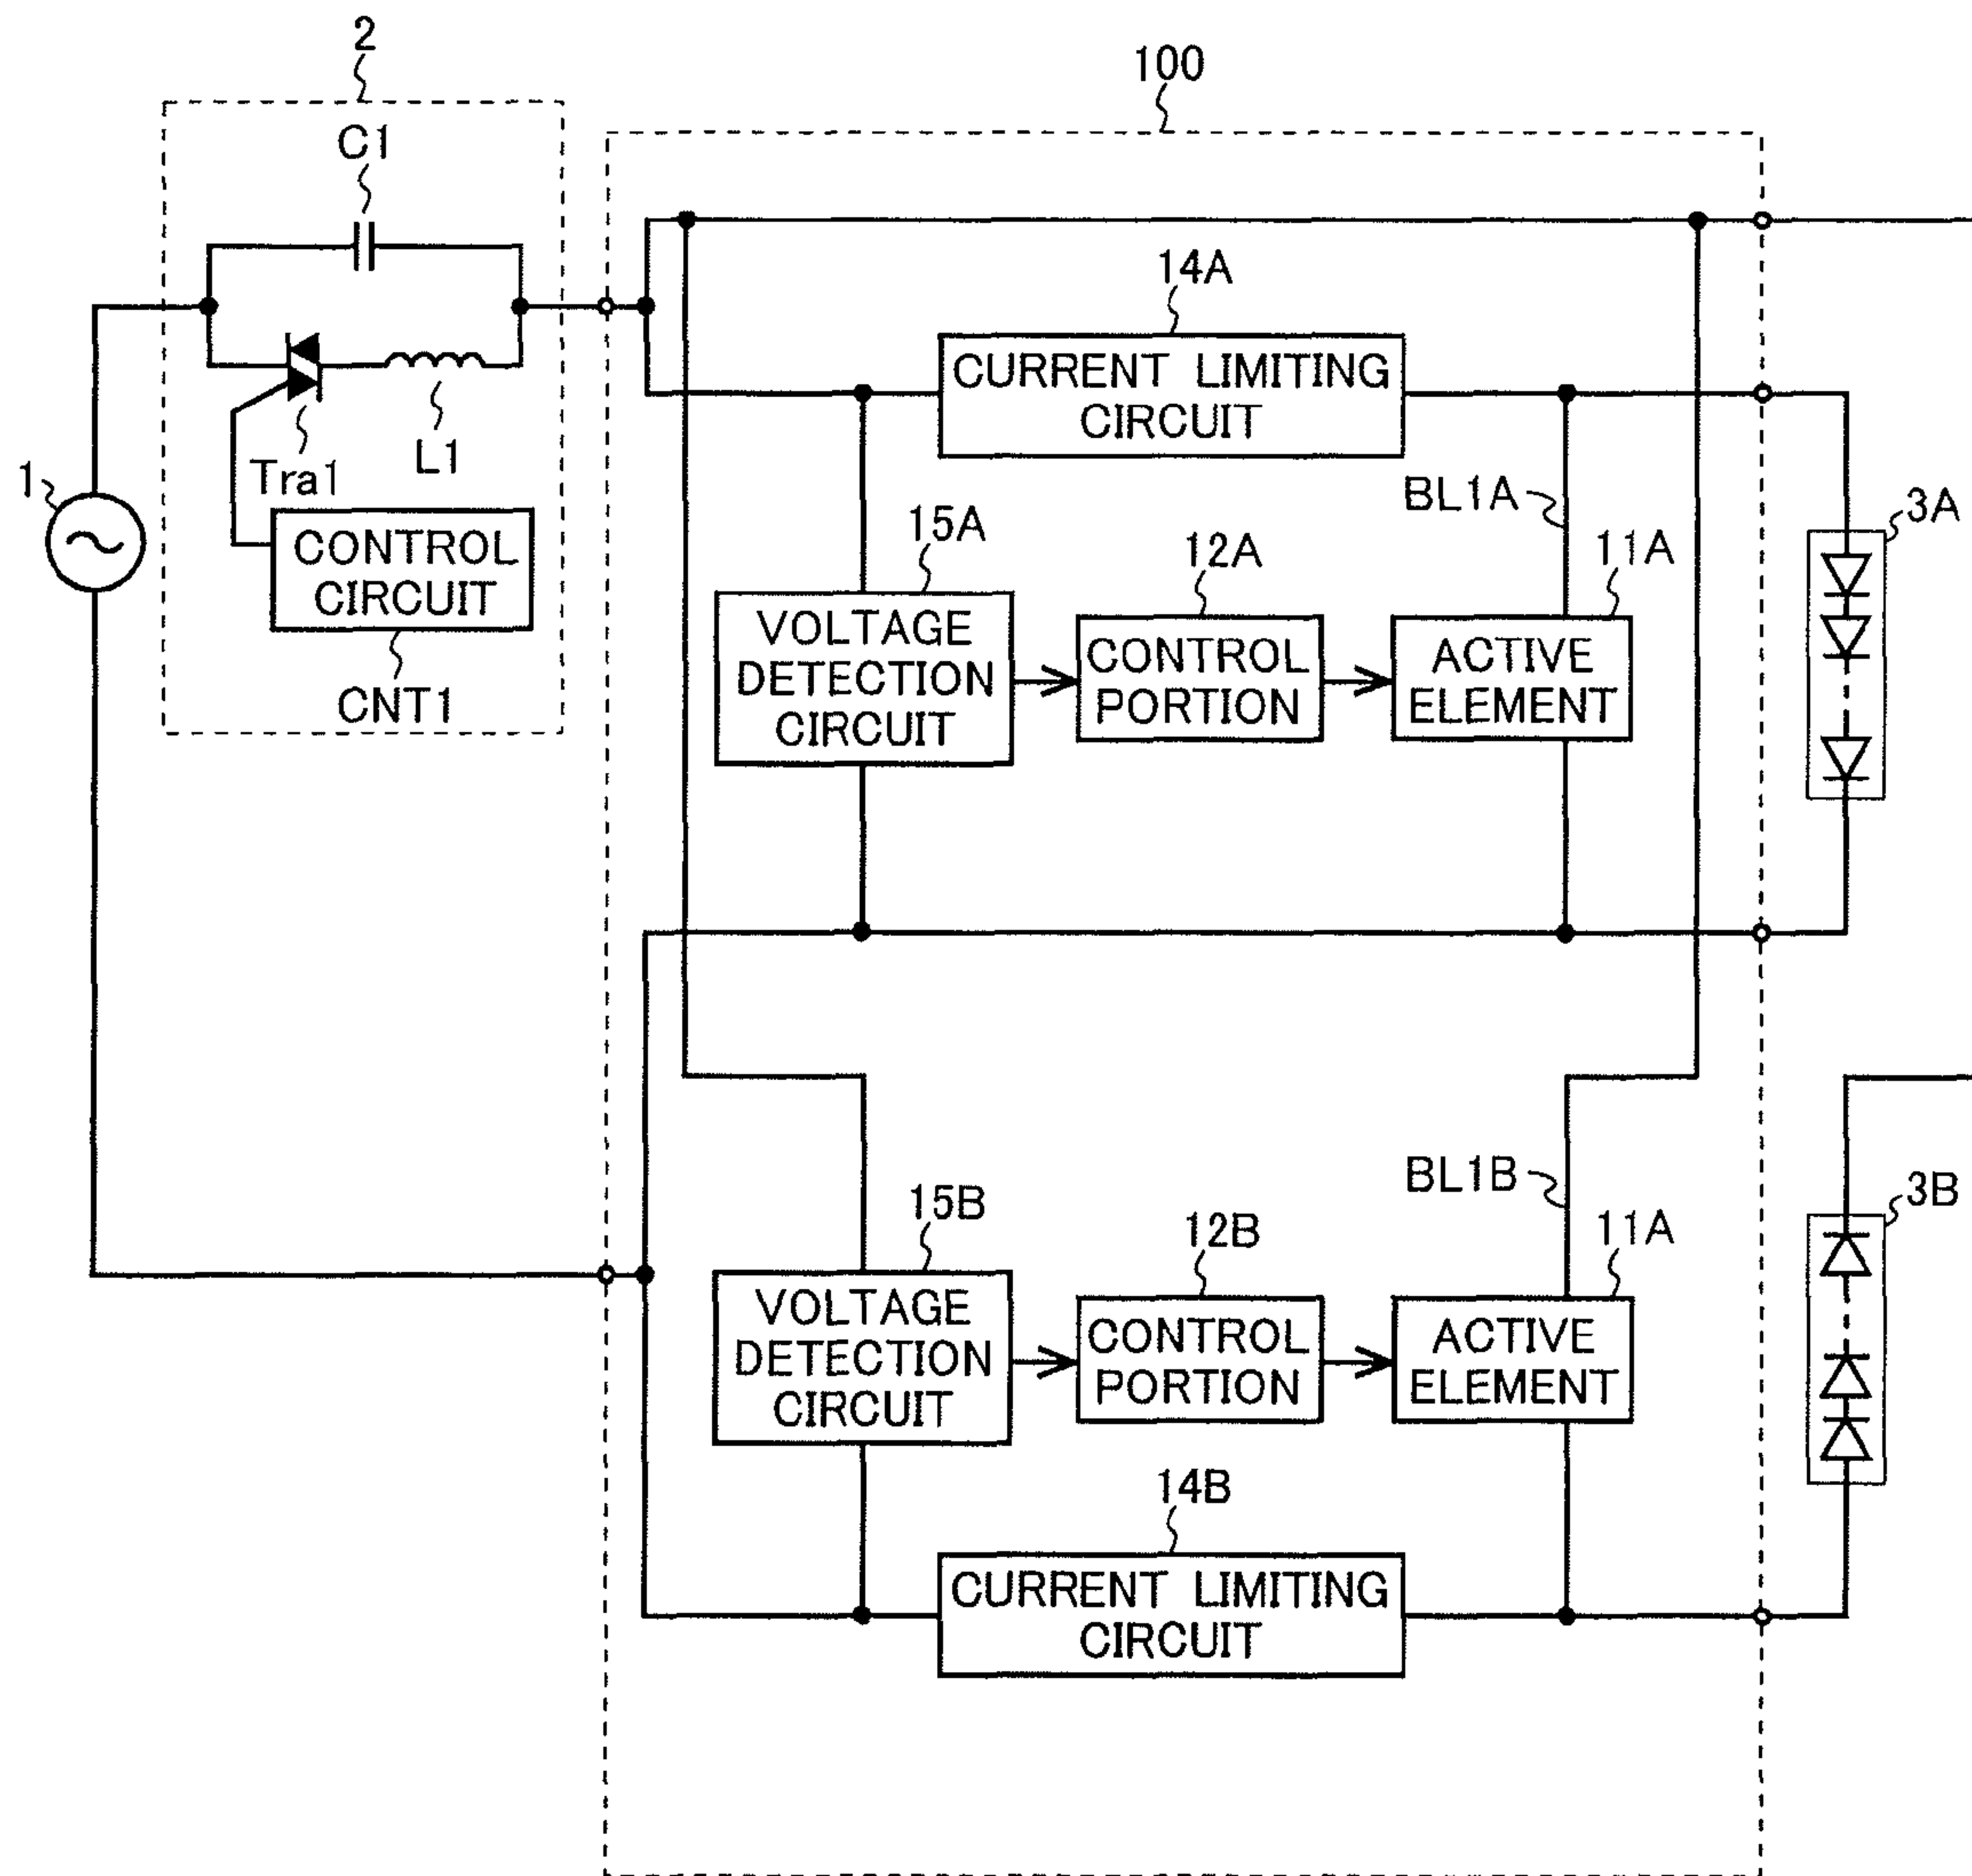 2
100
C1
14A
CURRENT LIMITING
CIRCUIT
Tra1
L1
1
CONTROL
CIRCUIT
CNT1
BL1A
3A
15A
12A
11A
VOLTAGE
DETECTION
CIRCUIT
CONTROL
PORTION
ACTIVE
ELEMENT
BL1B
3B
15B
12B
11A
VOLTAGE
DETECTION
CIRCUIT
CONTROL
PORTION
ACTIVE
ELEMENT
14B
CURRENT LIMITING
CIRCUIT